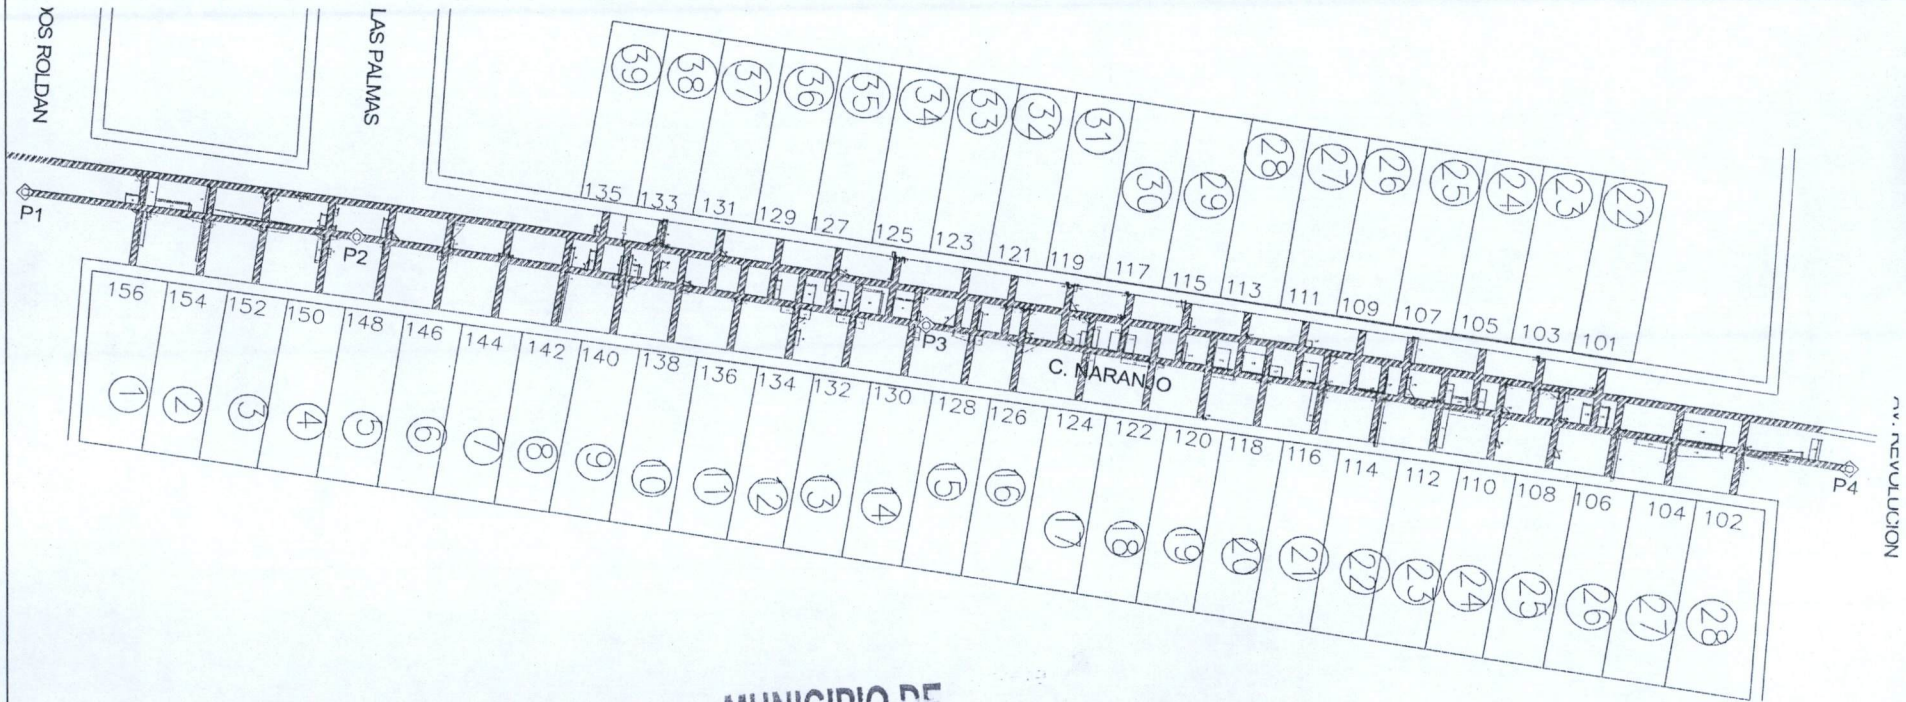 OS ROLDAN
LAS PALMAS
39 38 37 36 35 34 33 32 31 30 29 28 27 26 25 24 23 22
135 133 131 129 127 125 123 121 119 117 115 113 111 109 107 105 103 101
P1
P2
P3
C. NARANJO
P4
AV. REVOLUCION
156 154 152 150 148 146 144 142 140 138 136 134 132 130 128 126 124 122 120 118 116 114 112 110 108 106 104 102
1 2 3 4 5 6 7 8 9 10 11 12 13 14 15 16 17 18 19 20 21 22 23 24 25 26 27 28
MUNICIPIO DE